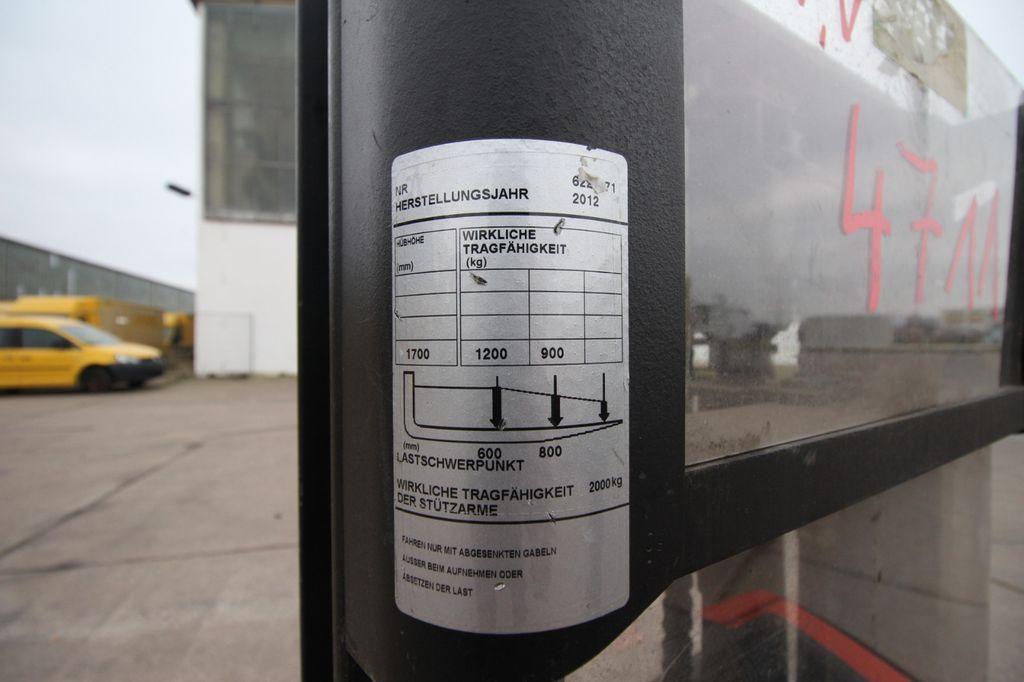 NR
HERSTELLUNGSJAHR 2012
HÜBHÖHE
(mm)
WIRKLICHE
TRAGFÄHIGKEIT
(kg)
1700 1200 900
(mm) 600 800
LASTSCHWERPUNKT
WIRKLICHE TRAGFÄHIGKEIT 2000 kg
DER STÜTZARME
FAHREN NUR MIT ABGESENKTEN GABELN
AUSSER BEIM AUFNEHMEN ODER
ABSETZEN DER LAST
4711